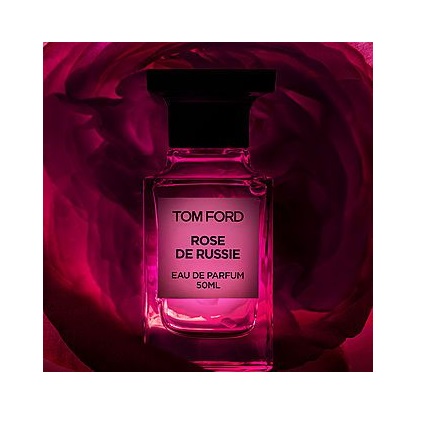 TOM FORD
ROSE
DE RUSSIE
EAU DE PARFUM
50ML